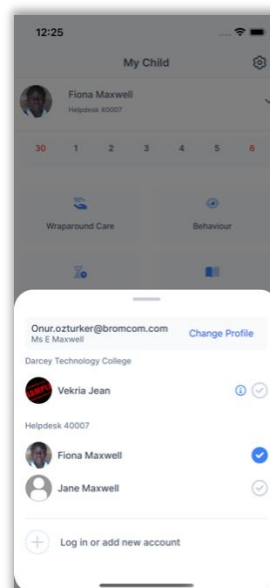 12:25
My Child
Fiona Maxwell
Helpdesk 40007
30 1 2 3 4 5 6
Wraparound Care Behaviour
Onur.ozturker@bromcom.com Change Profile
Ms E Maxwell
Darcey Technology College
SAMPLE
Vekria Jean
Helpdesk 40007
Fiona Maxwell
Jane Maxwell
Log in or add new account